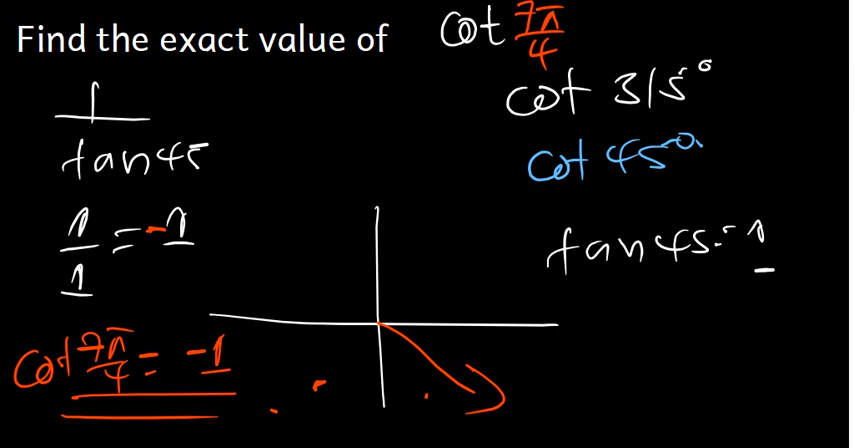 Find the exact value of cot 7π/4
cot 315°
cot 45°
1/tan45
tan45 = 1
1/1 = -1
cot 7π/4 = -1